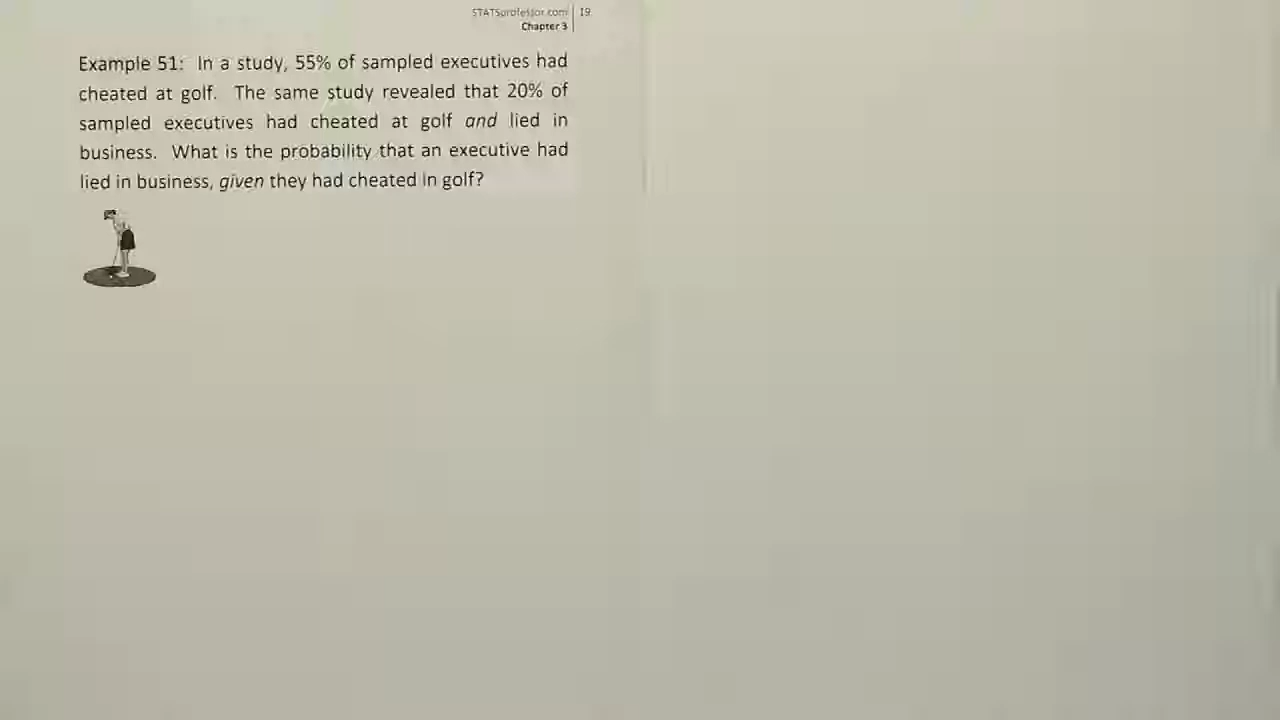 STATSprofessor.com 19
Chapter 3
Example 51: In a study, 55% of sampled executives had
cheated at golf. The same study revealed that 20% of
sampled executives had cheated at golf and lied in
business. What is the probability that an executive had
lied in business, given they had cheated in golf?